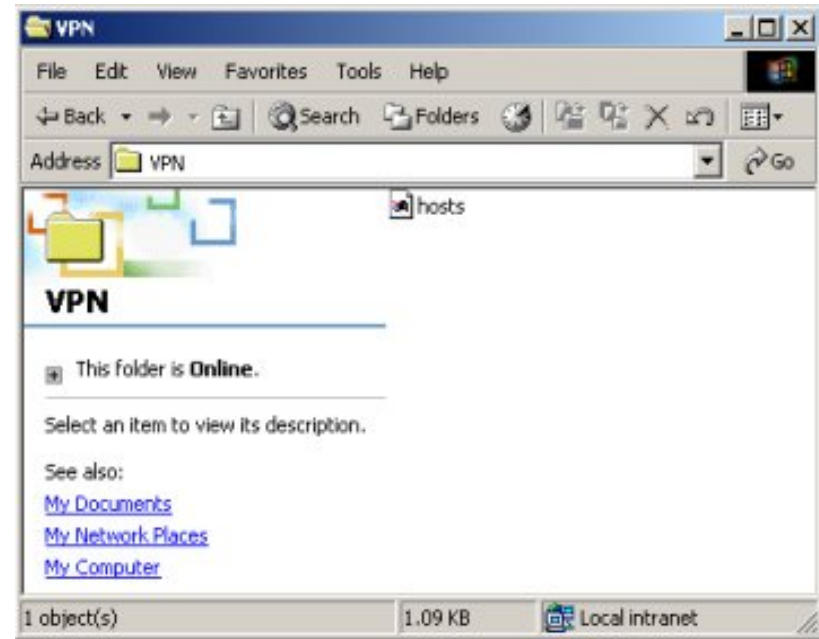 VPN
File Edit View Favorites Tools Help
Back Search Folders
Address VPN Go
hosts
VPN
This folder is Online.
Select an item to view its description.
See also:
My Documents
My Network Places
My Computer
1 object(s) 1.09 KB Local intranet